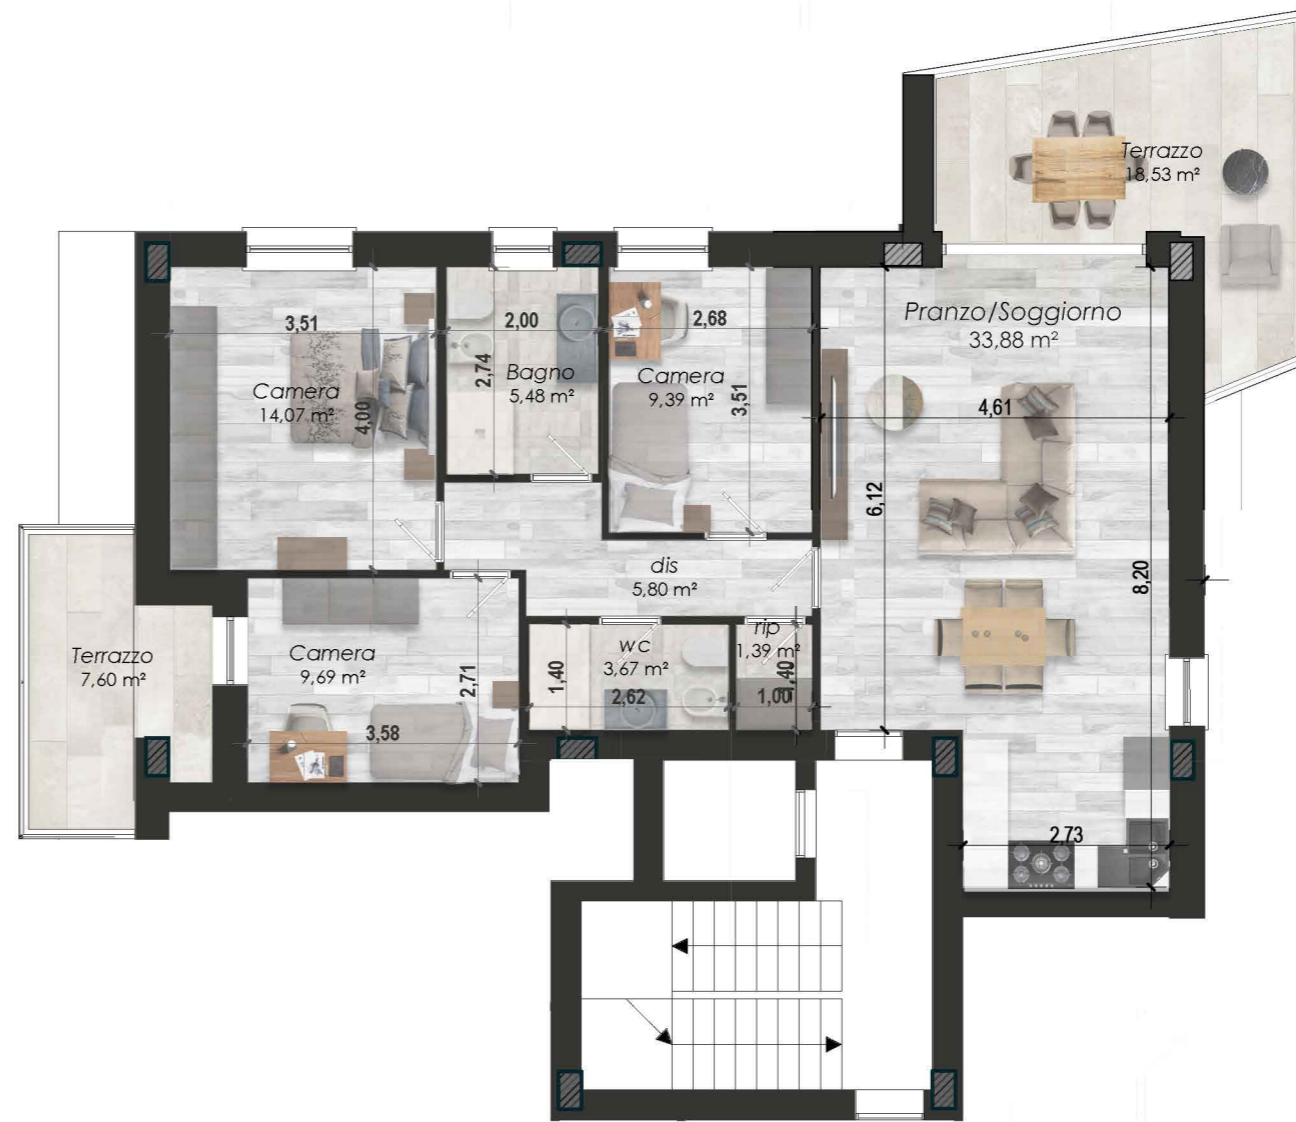 Terrazzo
18,53 m²
Pranzo/Soggiorno
33,88 m²
3,51
2,00
2,68
2,74
Bagno
5,48 m²
Camera
9,39 m²
3,51
Camera
14,07 m²
4,00
4,61
6,12
8,20
dis
5,80 m²
Terrazzo
7,60 m²
Camera
9,69 m²
2,71
3,58
1,40
wc
3,67 m²
2,62
rip
1,39 m²
1,40
1,00
2,73